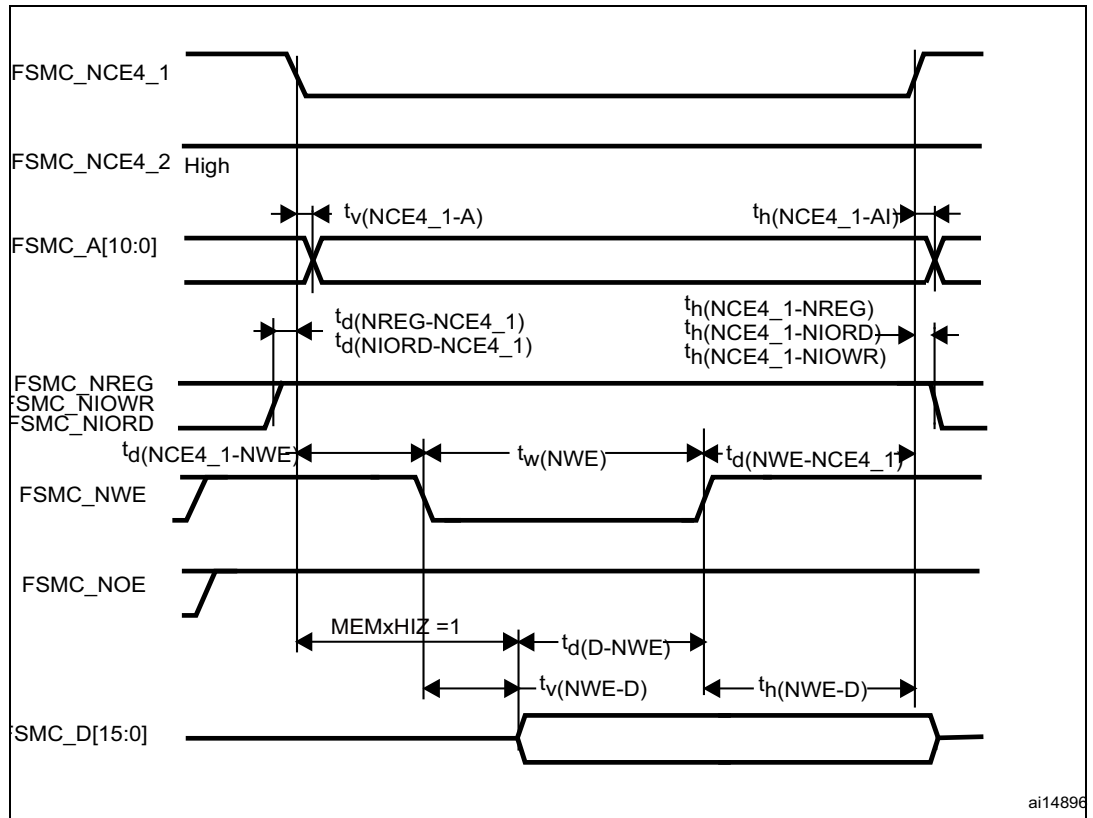 FSMC_NCE4_1
FSMC_NCE4_2 High
tv(NCE4_1-A)
th(NCE4_1-AI)
FSMC_A[10:0]
td(NREG-NCE4_1)
td(NIORD-NCE4_1)
th(NCE4_1-NREG)
th(NCE4_1-NIORD)
th(NCE4_1-NIOWR)
FSMC_NREG
FSMC_NIOWR
FSMC_NIORD
td(NCE4_1-NWE)
tw(NWE)
td(NWE-NCE4_1)
FSMC_NWE
FSMC_NOE
MEMxHIZ =1
td(D-NWE)
tv(NWE-D)
th(NWE-D)
FSMC_D[15:0]
ai14896